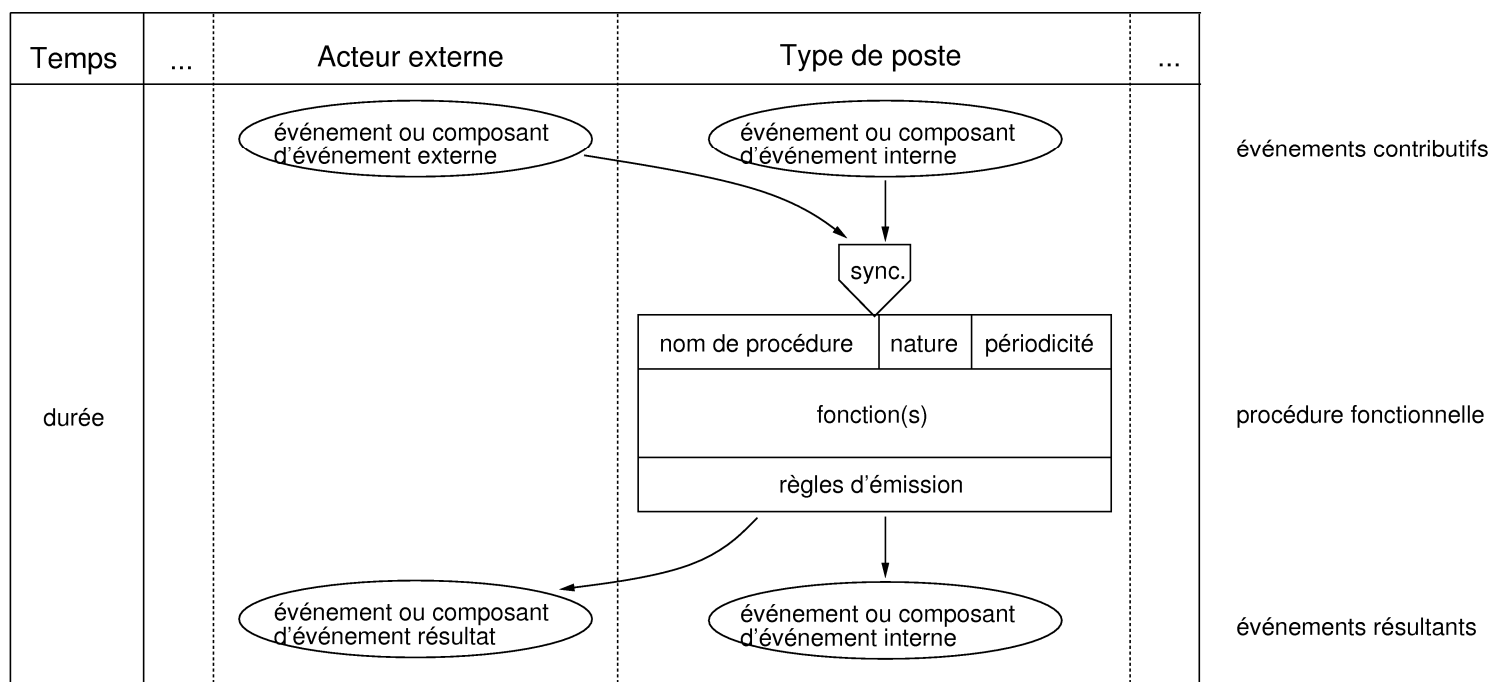 Temps
...
Acteur externe
Type de poste
...
événement ou composant
d'événement externe
événement ou composant
d'événement interne
événements contributifs
sync.
nom de procédure
nature
périodicité
durée
fonction(s)
procédure fonctionnelle
règles d'émission
événement ou composant
d'événement résultat
événement ou composant
d'événement interne
événements résultants